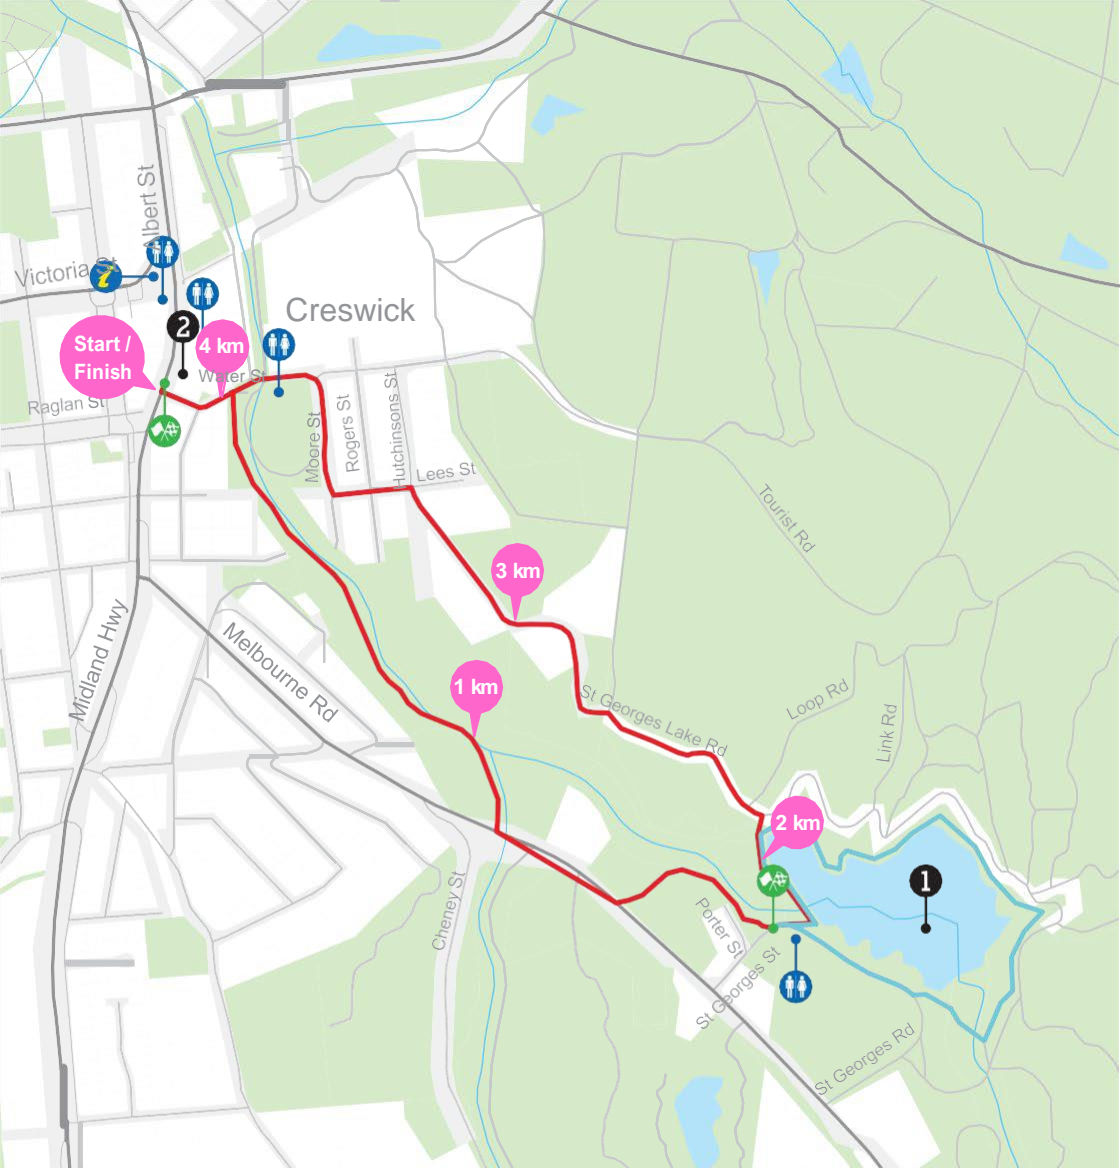 Albert St
Victoria St
i
Creswick
2
Start /
Finish
4 km
Water St
Raglan St
Moore St
Rogers St
Hutchinsons St
Lees St
Tourist Rd
3 km
Midland Hwy
Melbourne Rd
1 km
St Georges Lake Rd
Loop Rd
Link Rd
2 km
1
Cheney St
Porter St
St Georges St
St Georges Rd